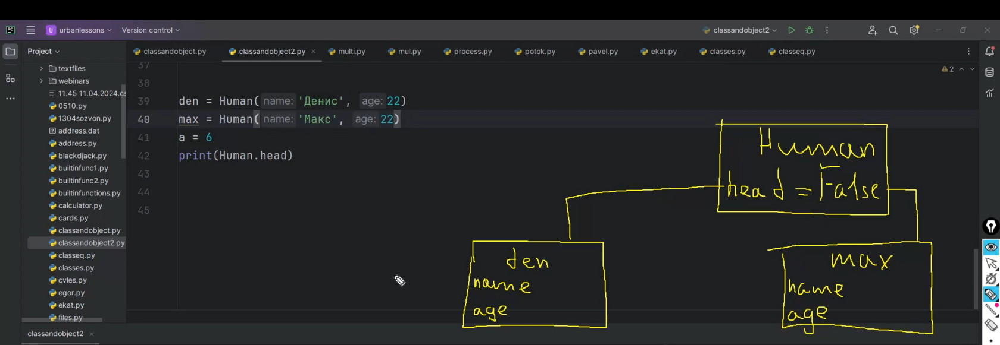 PC U urbanlessons Version control classandobject2
Project classandobject.py classandobject2.py multi.py mul.py process.py potok.py pavel.py ekat.py classes.py classeq.py
textfiles
webinars
11.45 11.04.2024.cs
0510.py
1304sozvon.py
address.dat
address.py
blackdjack.py
builtinfunc1.py
builtinfunc2.py
builtinfunctions.py
calculator.py
cards.py
classandobject.py
classandobject2.py
classeq.py
classes.py
cvles.py
egor.py
ekat.py
files.py
37
38
39 den = Human( name: 'Денис', age: 22)
40 max = Human( name: 'Макс', age: 22)
41 a = 6
42 print(Human.head)
43
44
45
2
Human
head = False
den
name
age
max
name
age
classandobject2